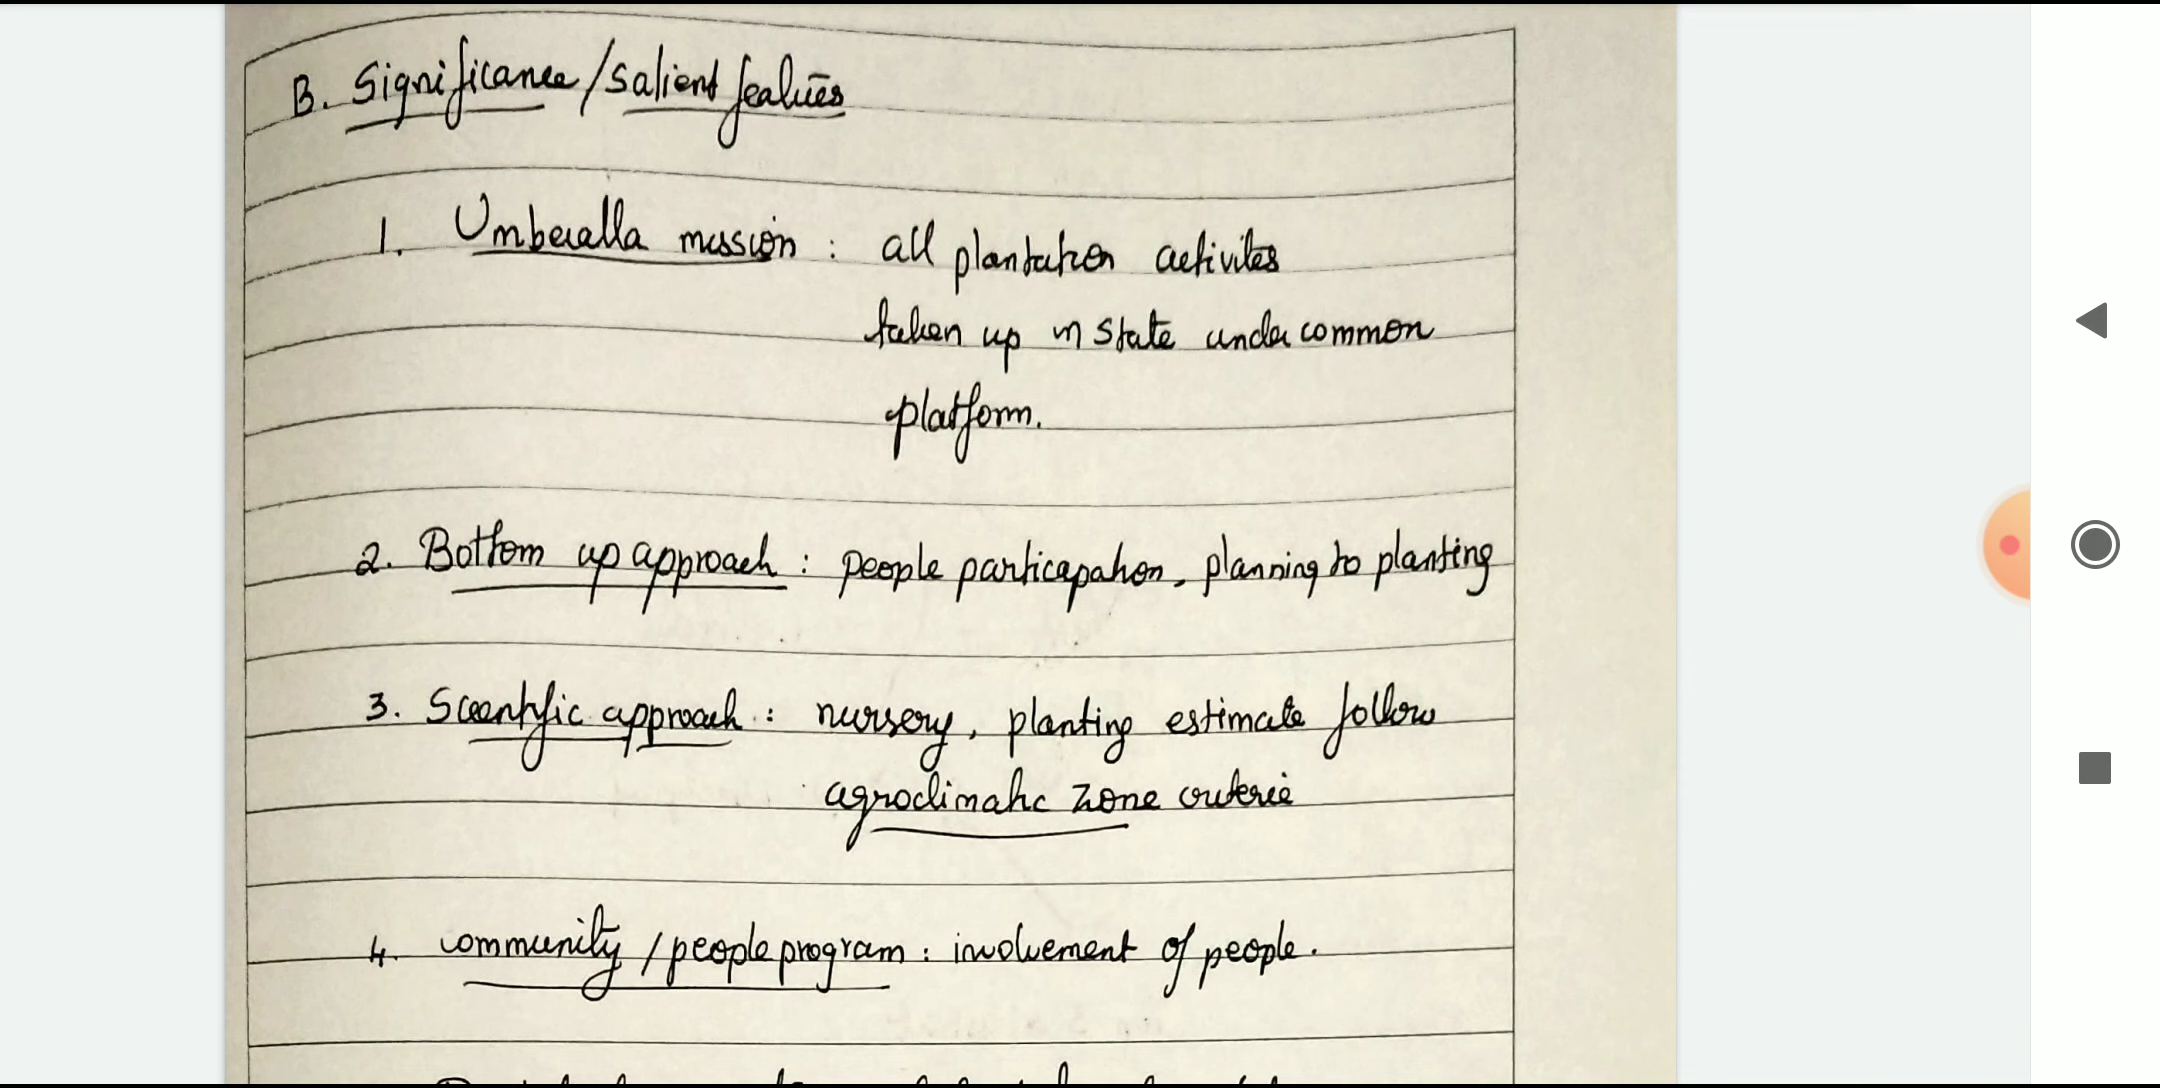 B. Significance/Salient features
1. Umberalla mission : all plantation activites
taken up in state under common
platform.
2. Bottom up approach : people particapation, planning to planting
3. Scientific approach : nursery, planting estimate follow
agroclimatic zone criteria
4. community/people program : involvement of people.